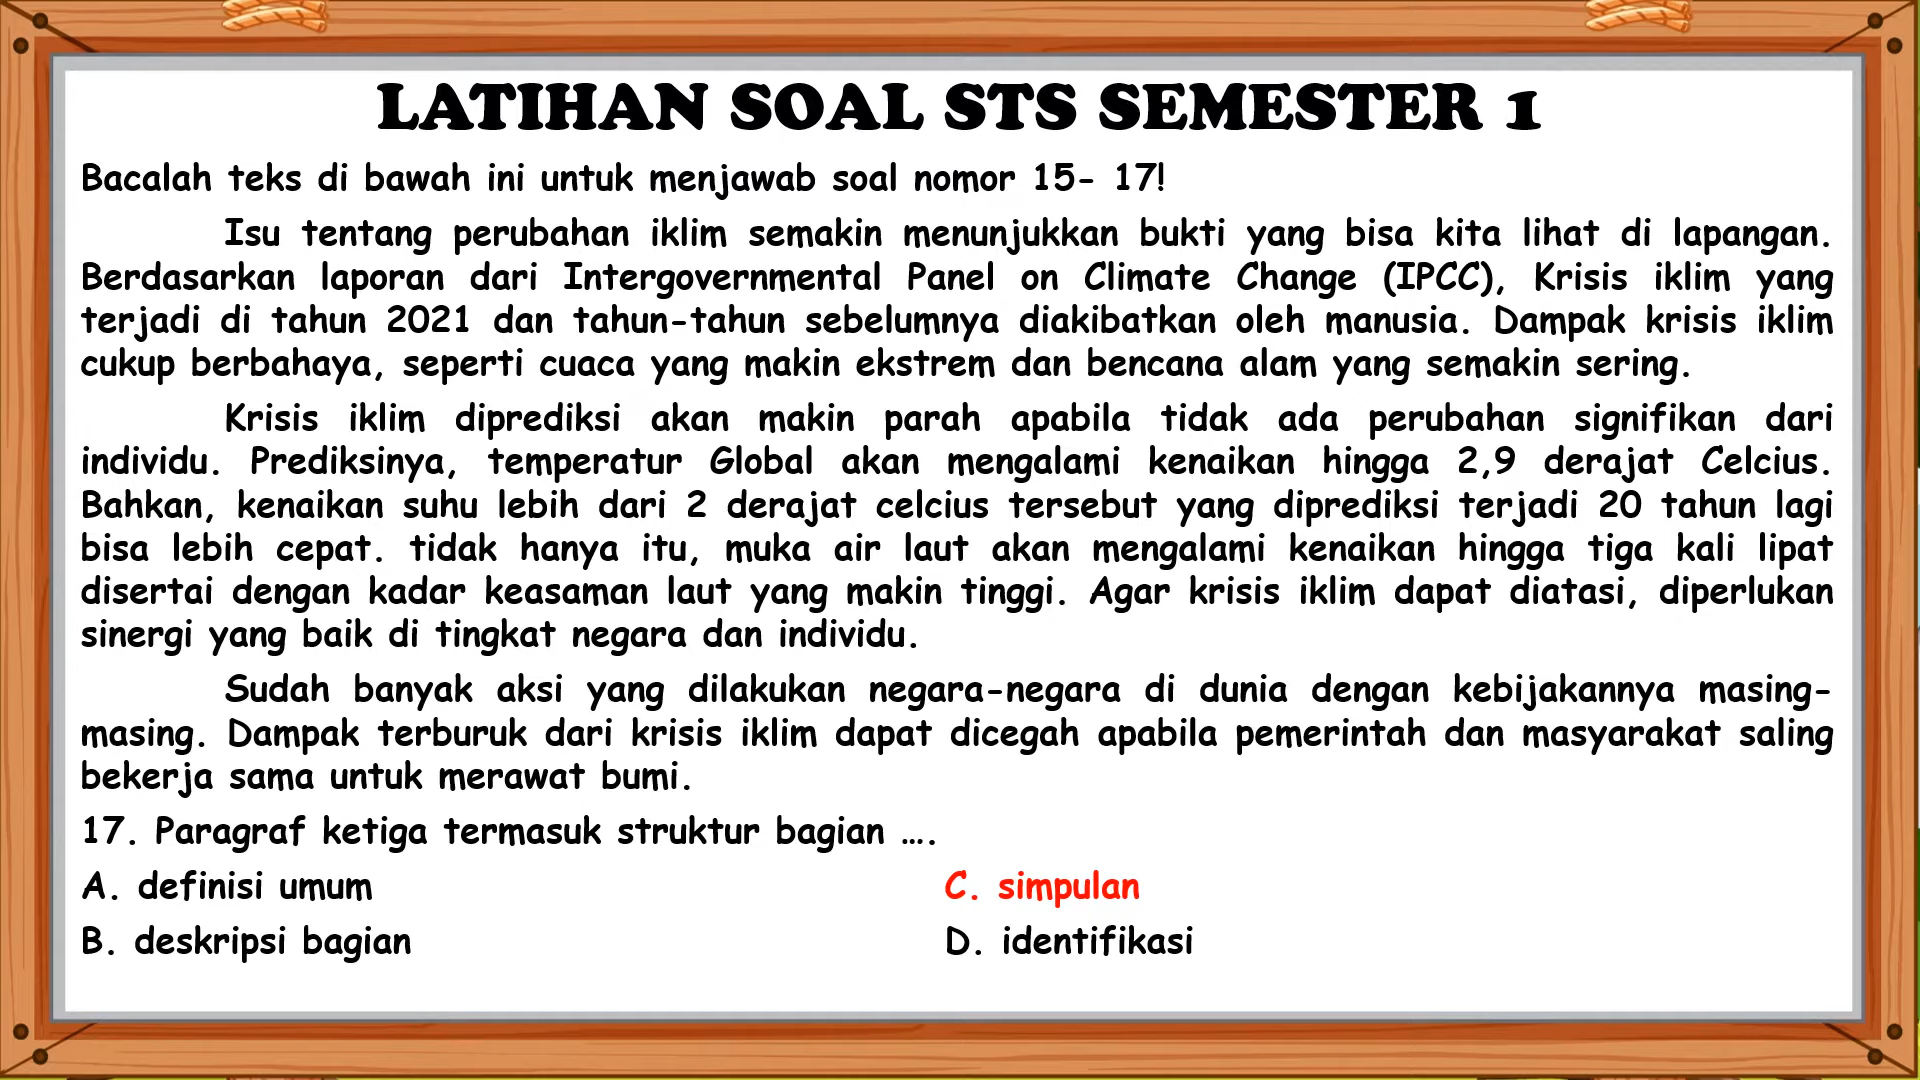 LATIHAN SOAL STS SEMESTER 1
Bacalah teks di bawah ini untuk menjawab soal nomor 15- 17!
Isu tentang perubahan iklim semakin menunjukkan bukti yang bisa kita lihat di lapangan.
Berdasarkan laporan dari Intergovernmental Panel on Climate Change (IPCC), Krisis iklim yang
terjadi di tahun 2021 dan tahun-tahun sebelumnya diakibatkan oleh manusia. Dampak krisis iklim
cukup berbahaya, seperti cuaca yang makin ekstrem dan bencana alam yang semakin sering.
Krisis iklim diprediksi akan makin parah apabila tidak ada perubahan signifikan dari
individu. Prediksinya, temperatur Global akan mengalami kenaikan hingga 2,9 derajat Celcius.
Bahkan, kenaikan suhu lebih dari 2 derajat celcius tersebut yang diprediksi terjadi 20 tahun lagi
bisa lebih cepat. tidak hanya itu, muka air laut akan mengalami kenaikan hingga tiga kali lipat
disertai dengan kadar keasaman laut yang makin tinggi. Agar krisis iklim dapat diatasi, diperlukan
sinergi yang baik di tingkat negara dan individu.
Sudah banyak aksi yang dilakukan negara-negara di dunia dengan kebijakannya masing-
masing. Dampak terburuk dari krisis iklim dapat dicegah apabila pemerintah dan masyarakat saling
bekerja sama untuk merawat bumi.
17. Paragraf ketiga termasuk struktur bagian ….
A. definisi umum
C. simpulan
B. deskripsi bagian
D. identifikasi